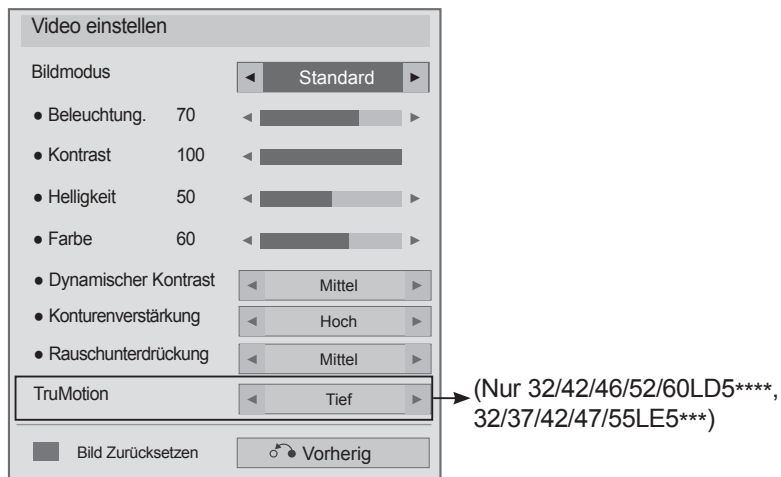 Video einstellen
Bildmodus ◄ Standard ►
● Beleuchtung. 70 ◄ ►
● Kontrast 100 ◄
● Helligkeit 50 ◄ ►
● Farbe 60 ◄ ►
● Dynamischer Kontrast ◄ Mittel ►
● Konturenverstärkung ◄ Hoch ►
● Rauschunterdrückung ◄ Mittel ►
TruMotion ◄ Tief ►
(Nur 32/42/46/52/60LD5****,
32/37/42/47/55LE5***)
Bild Zurücksetzen Vorherig